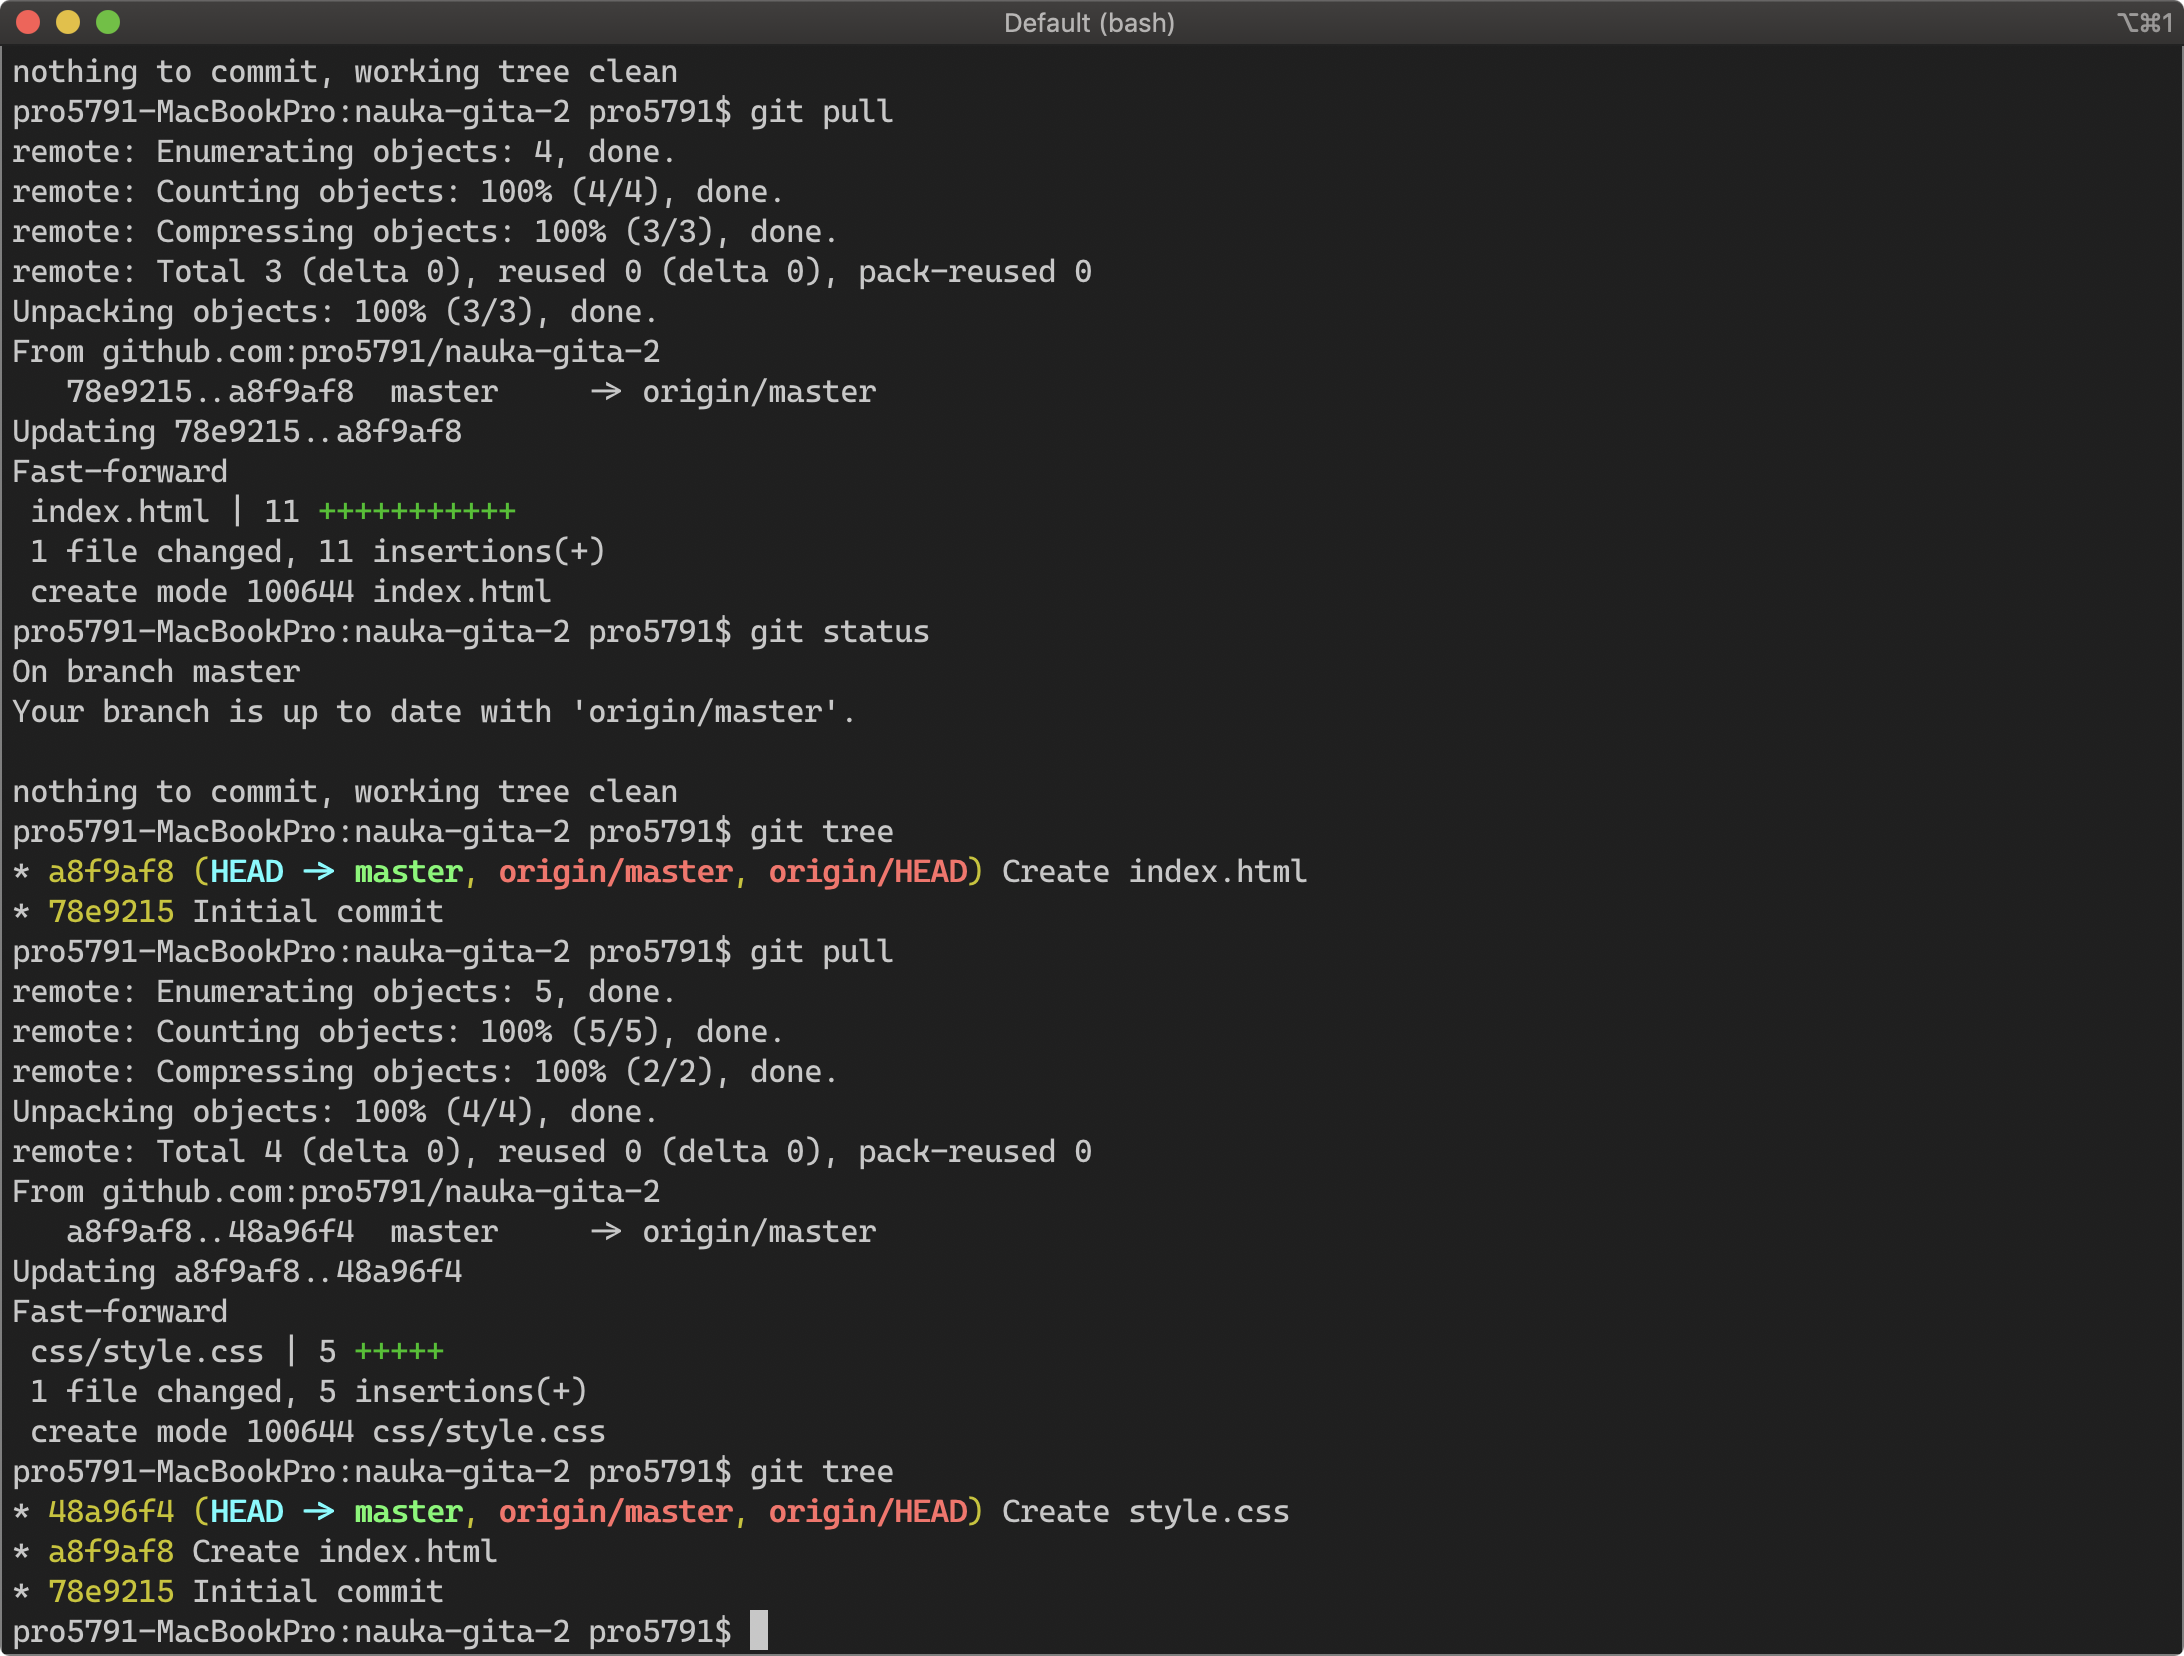 Default (bash)
⌥⌘1
nothing to commit, working tree clean
pro5791-MacBookPro:nauka-gita-2 pro5791$ git pull
remote: Enumerating objects: 4, done.
remote: Counting objects: 100% (4/4), done.
remote: Compressing objects: 100% (3/3), done.
remote: Total 3 (delta 0), reused 0 (delta 0), pack-reused 0
Unpacking objects: 100% (3/3), done.
From github.com:pro5791/nauka-gita-2
   78e9215..a8f9af8  master     -> origin/master
Updating 78e9215..a8f9af8
Fast-forward
 index.html | 11 +++++++++++
 1 file changed, 11 insertions(+)
 create mode 100644 index.html
pro5791-MacBookPro:nauka-gita-2 pro5791$ git status
On branch master
Your branch is up to date with 'origin/master'.

nothing to commit, working tree clean
pro5791-MacBookPro:nauka-gita-2 pro5791$ git tree
* a8f9af8 (HEAD -> master, origin/master, origin/HEAD) Create index.html
* 78e9215 Initial commit
pro5791-MacBookPro:nauka-gita-2 pro5791$ git pull
remote: Enumerating objects: 5, done.
remote: Counting objects: 100% (5/5), done.
remote: Compressing objects: 100% (2/2), done.
Unpacking objects: 100% (4/4), done.
remote: Total 4 (delta 0), reused 0 (delta 0), pack-reused 0
From github.com:pro5791/nauka-gita-2
   a8f9af8..48a96f4  master     -> origin/master
Updating a8f9af8..48a96f4
Fast-forward
 css/style.css | 5 +++++
 1 file changed, 5 insertions(+)
 create mode 100644 css/style.css
pro5791-MacBookPro:nauka-gita-2 pro5791$ git tree
* 48a96f4 (HEAD -> master, origin/master, origin/HEAD) Create style.css
* a8f9af8 Create index.html
* 78e9215 Initial commit
pro5791-MacBookPro:nauka-gita-2 pro5791$